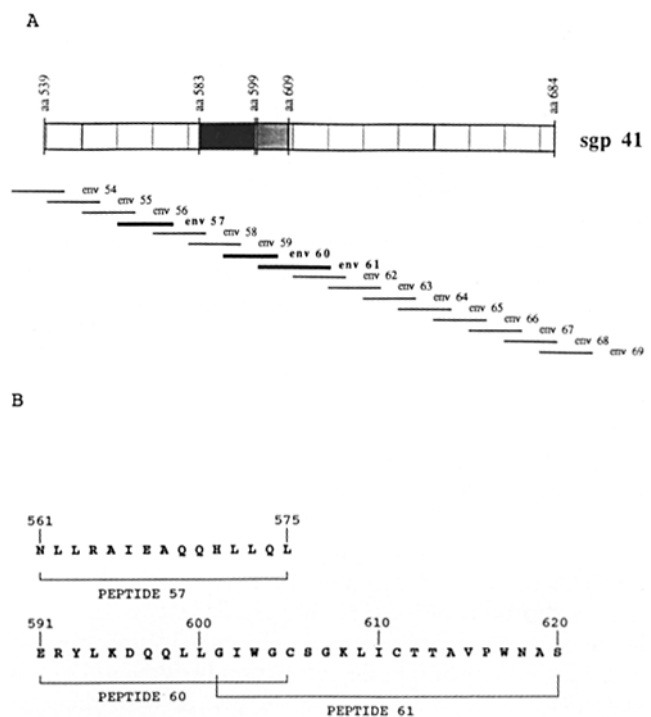 A
aa 539
aa 583
aa 599
aa 609
aa 684
sgp 41
env 54
env 55
env 56
env 57
env 58
env 59
env 60
env 61
env 62
env 63
env 64
env 65
env 66
env 67
env 68
env 69
B
561 575
N L L R A I E A Q Q H L L Q L
PEPTIDE 57
591 600 610 620
E R Y L K D Q Q L L G I W G C S G K L I C T T A V P W N A S
PEPTIDE 60
PEPTIDE 61